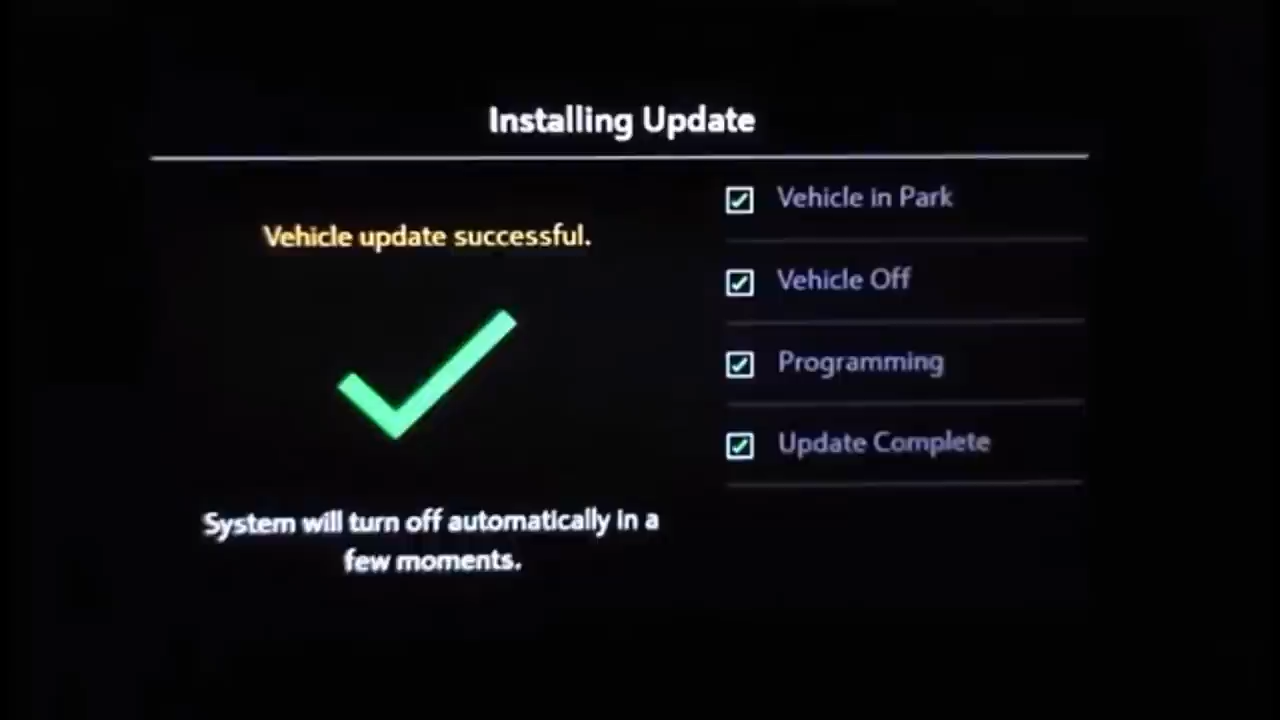 Installing Update
Vehicle update successful.
System will turn off automatically in a
few moments.
Vehicle in Park
Vehicle Off
Programming
Update Complete